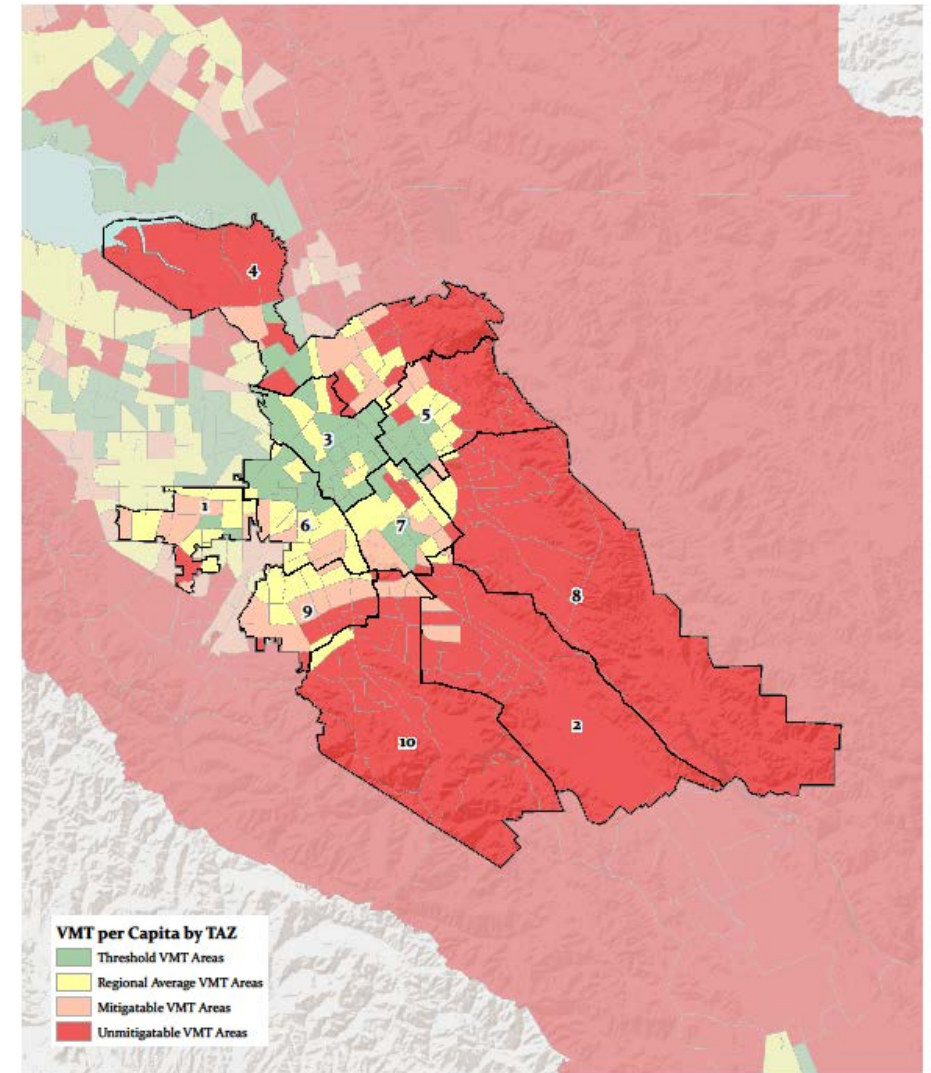 4
5
3
1
6
7
8
9
2
10
VMT per Capita by TAZ
Threshold VMT Areas
Regional Average VMT Areas
Mitigatable VMT Areas
Unmitigatable VMT Areas